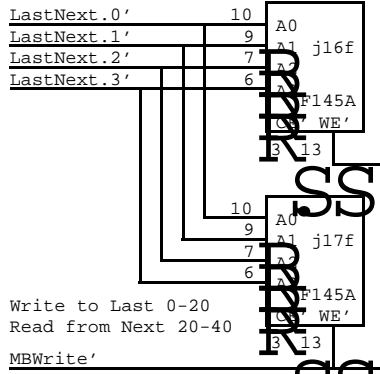 LastNext.0' 10 A0
LastNext.1' 9 A1 j16f
LastNext.2' 7
LastNext.3' 6
F145A
WE'
3 13
SS
10 A0
9 A1 j17f
7
6
Write to Last 0-20 F145A
Read from Next 20-40 WE'
3 13
MBWrite'